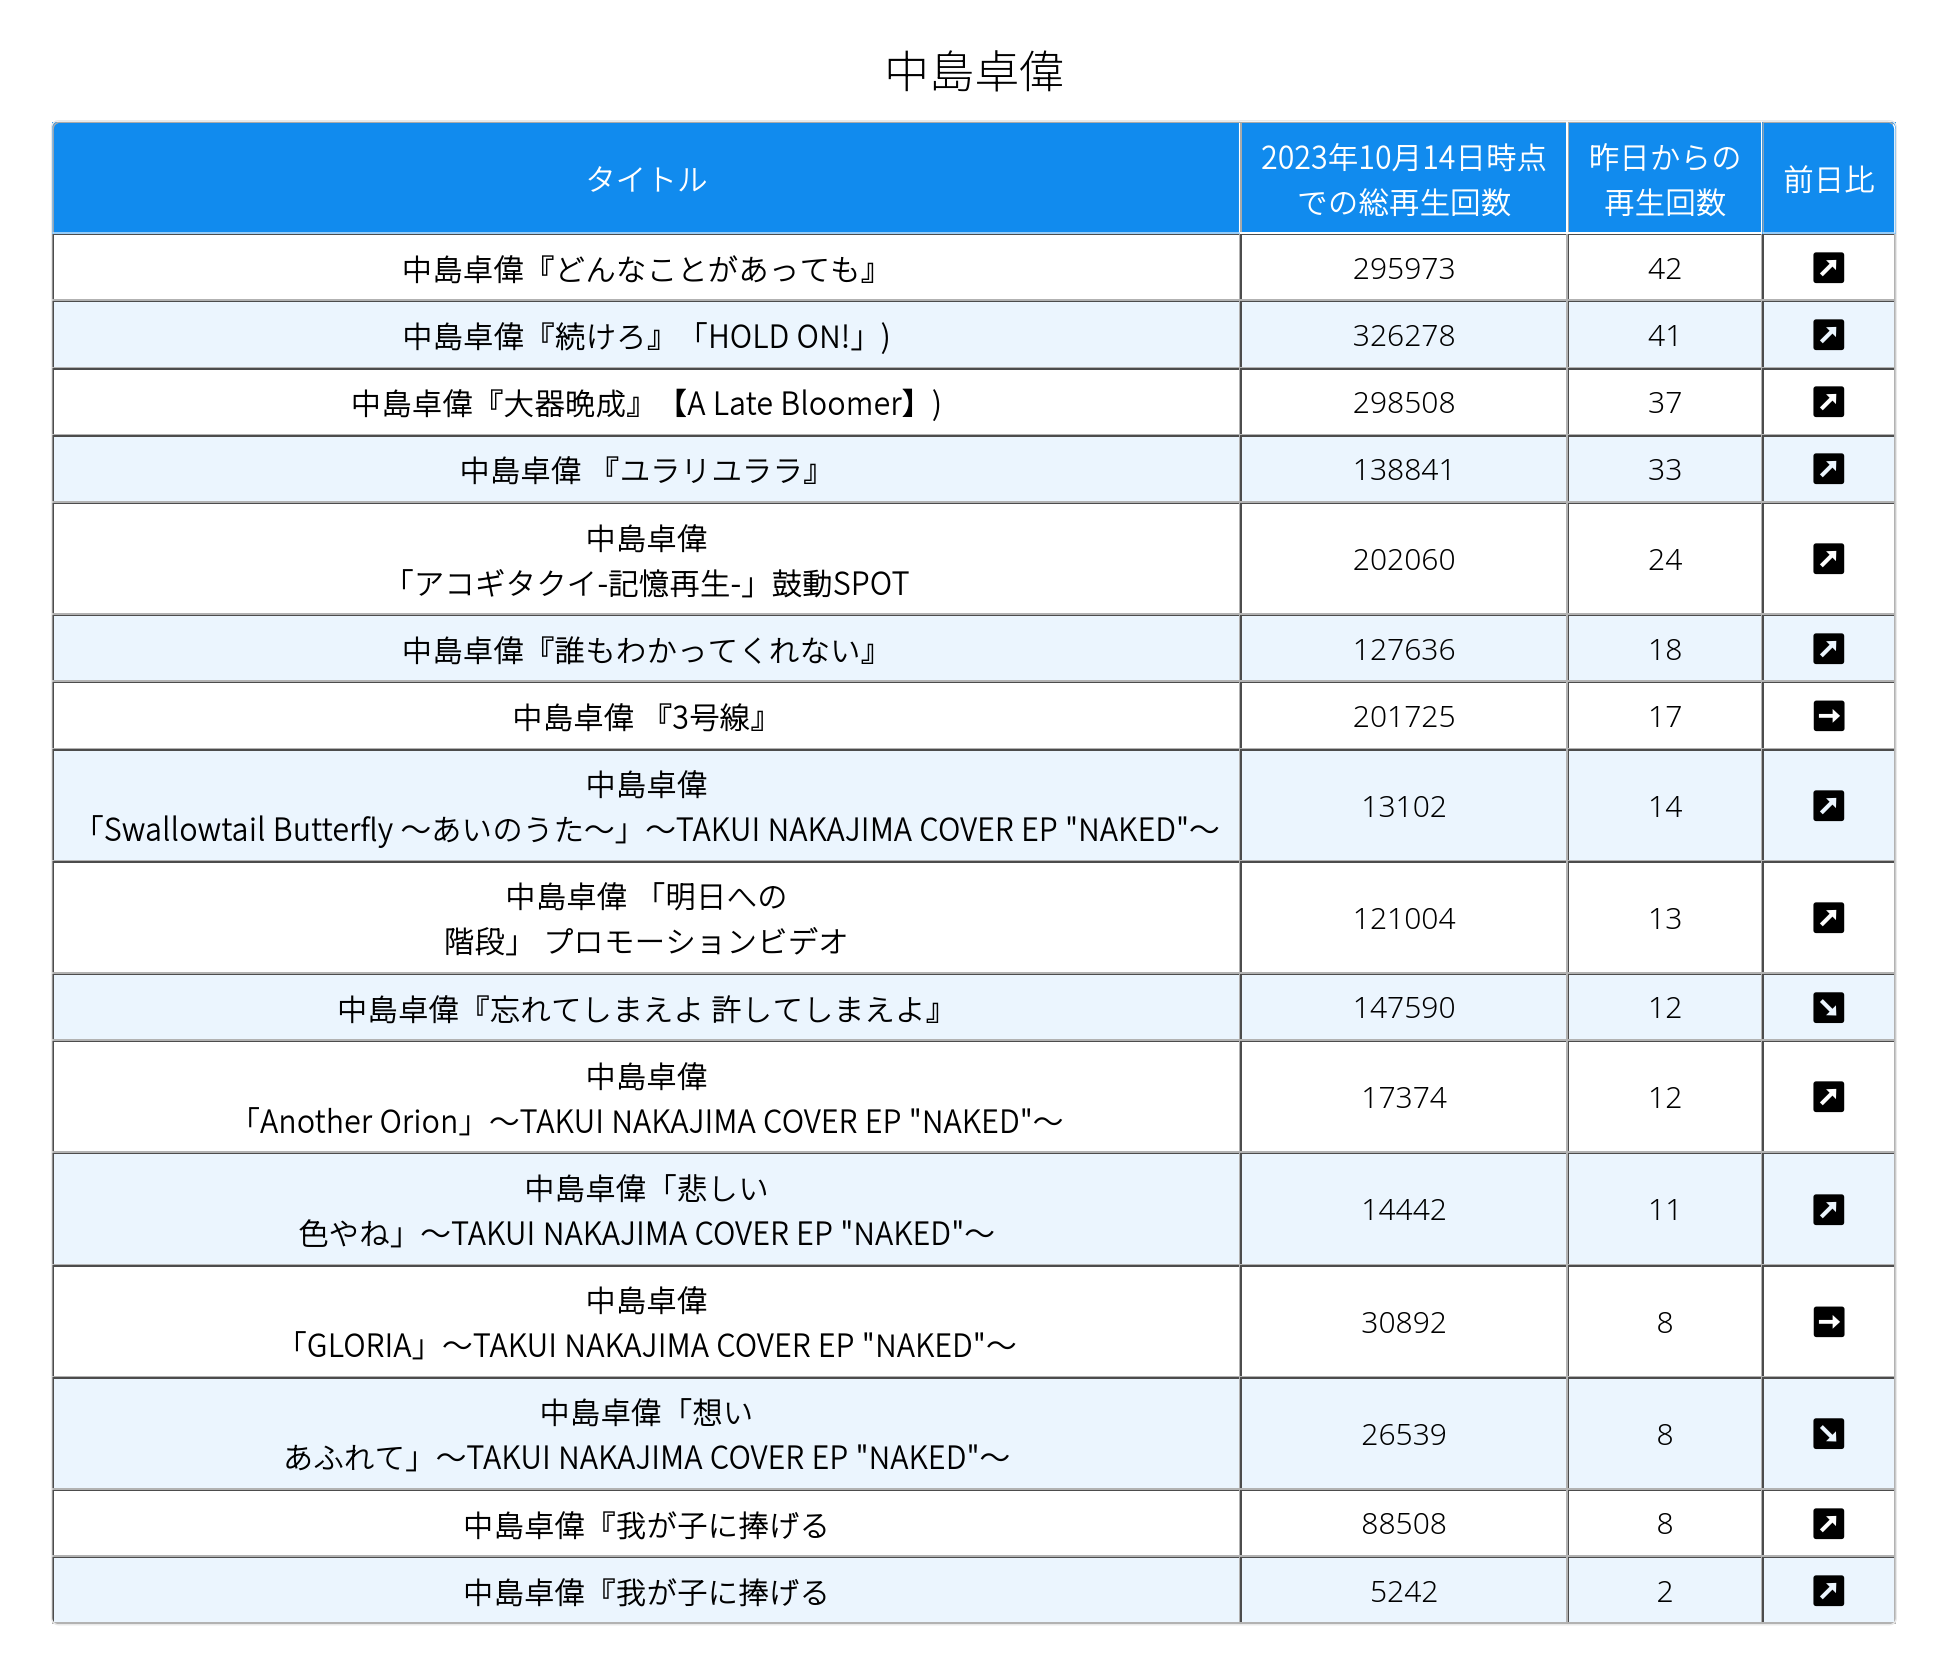 中島卓偉
タイトル
2023年10月14日時点
での総再生回数
昨日からの
再生回数
前日比
中島卓偉『どんなことがあっても』 295973 42
中島卓偉『続けろ』「HOLD ON!」) 326278 41
中島卓偉『大器晩成』【A Late Bloomer】) 298508 37
中島卓偉 『ユラリユララ』 138841 33
中島卓偉
「アコギタクイ-記憶再生-」鼓動SPOT 202060 24
中島卓偉『誰もわかってくれない』 127636 18
中島卓偉 『3号線』 201725 17
中島卓偉
「Swallowtail Butterfly 〜あいのうた〜」〜TAKUI NAKAJIMA COVER EP "NAKED"〜 13102 14
中島卓偉 「明日への
階段」 プロモーションビデオ 121004 13
中島卓偉『忘れてしまえよ 許してしまえよ』 147590 12
中島卓偉
「Another Orion」〜TAKUI NAKAJIMA COVER EP "NAKED"〜 17374 12
中島卓偉「悲しい
色やね」〜TAKUI NAKAJIMA COVER EP "NAKED"〜 14442 11
中島卓偉
「GLORIA」〜TAKUI NAKAJIMA COVER EP "NAKED"〜 30892 8
中島卓偉「想い
あふれて」〜TAKUI NAKAJIMA COVER EP "NAKED"〜 26539 8
中島卓偉『我が子に捧げる 88508 8
中島卓偉『我が子に捧げる 5242 2